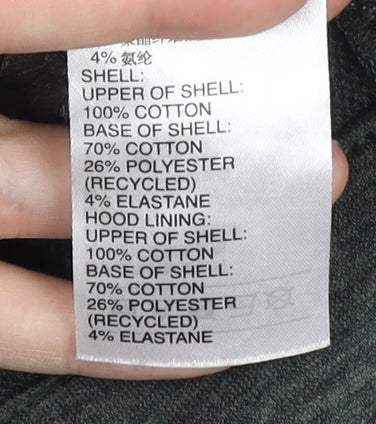 4% 氨纶
SHELL:
UPPER OF SHELL:
100% COTTON
BASE OF SHELL:
70% COTTON
26% POLYESTER
(RECYCLED)
4% ELASTANE
HOOD LINING:
UPPER OF SHELL:
100% COTTON
BASE OF SHELL:
70% COTTON
26% POLYESTER
(RECYCLED)
4% ELASTANE